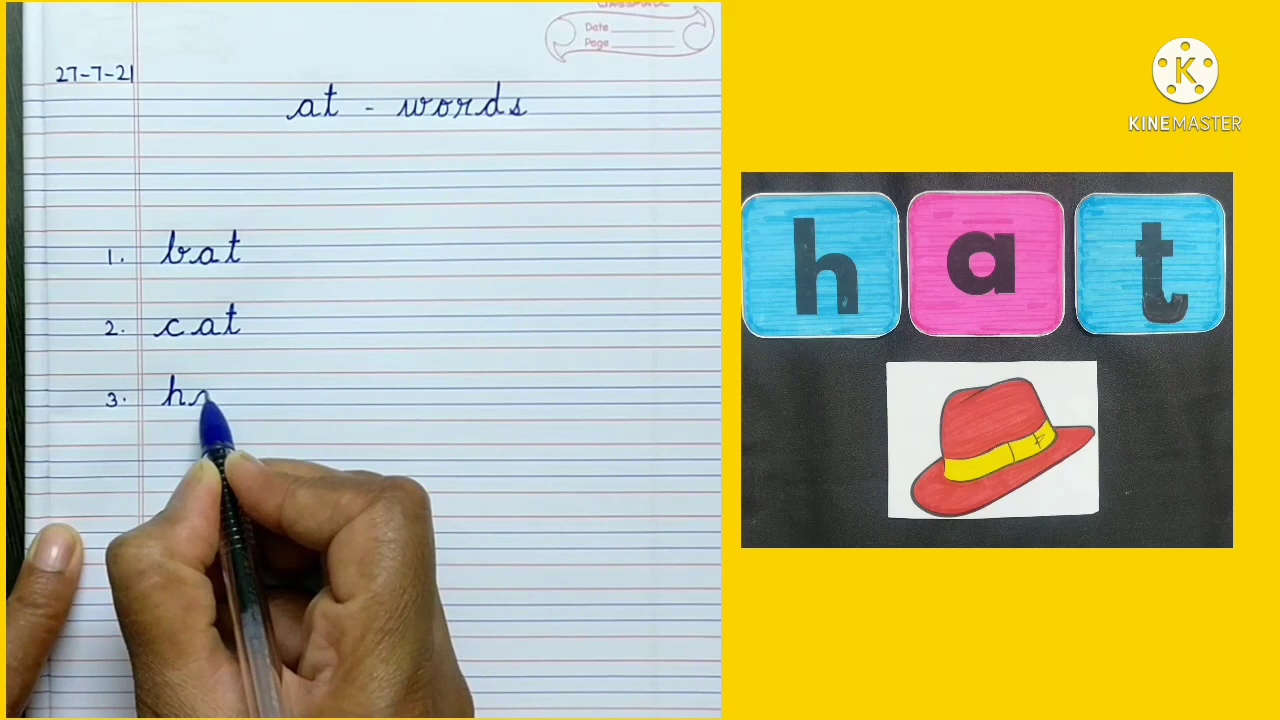 Date
Page
27-7-21
at - words
1. bat
2. cat
3. h
K
KINEMASTER
h a t